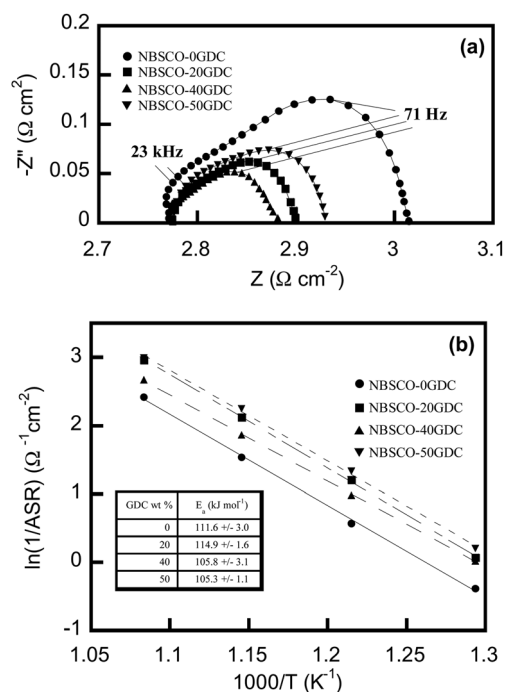 (a)
NBSCO-0GDC
NBSCO-20GDC
NBSCO-40GDC
NBSCO-50GDC
71 Hz
23 kHz
-Z" (Ω cm²)
0.2
0.15
0.1
0.05
0
2.7
2.8
2.9
3
3.1
Z (Ω cm⁻²)
(b)
NBSCO-0GDC
NBSCO-20GDC
NBSCO-40GDC
NBSCO-50GDC
ln(1/ASR) (Ω⁻¹cm⁻²)
3
2
1
0
-1
GDC wt % Eₐ (kJ mol⁻¹)
0 111.6 +/- 3.0
20 114.9 +/- 1.6
40 105.8 +/- 3.1
50 105.3 +/- 1.1
1.05
1.1
1.15
1.2
1.25
1.3
1000/T (K⁻¹)